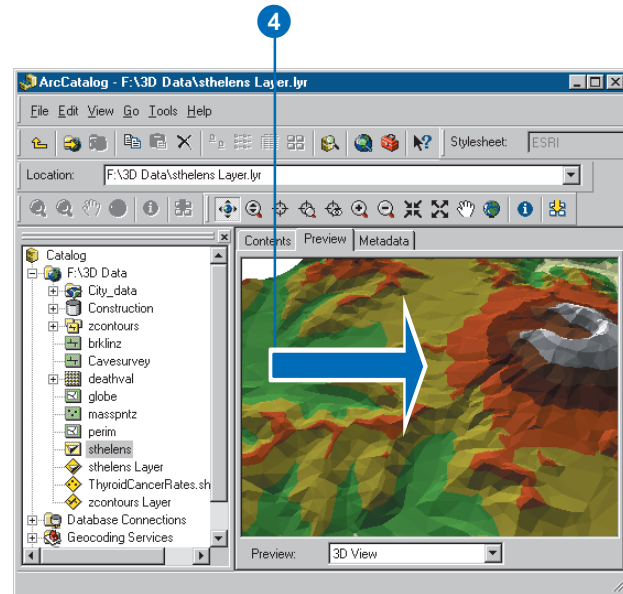 4
ArcCatalog - F:\3D Data\sthelens Layer.lyr
File Edit View Go Tools Help
Stylesheet: ESRI
Location: F:\3D Data\sthelens Layer.lyr
Contents Preview Metadata
Catalog
F:\3D Data
City_data
Construction
zcontours
brklinz
Cavesurvey
deathval
globe
masspntz
perim
sthelens
sthelens Layer
ThyroidCancerRates.sh
zcontours Layer
Database Connections
Geocoding Services
Preview: 3D View